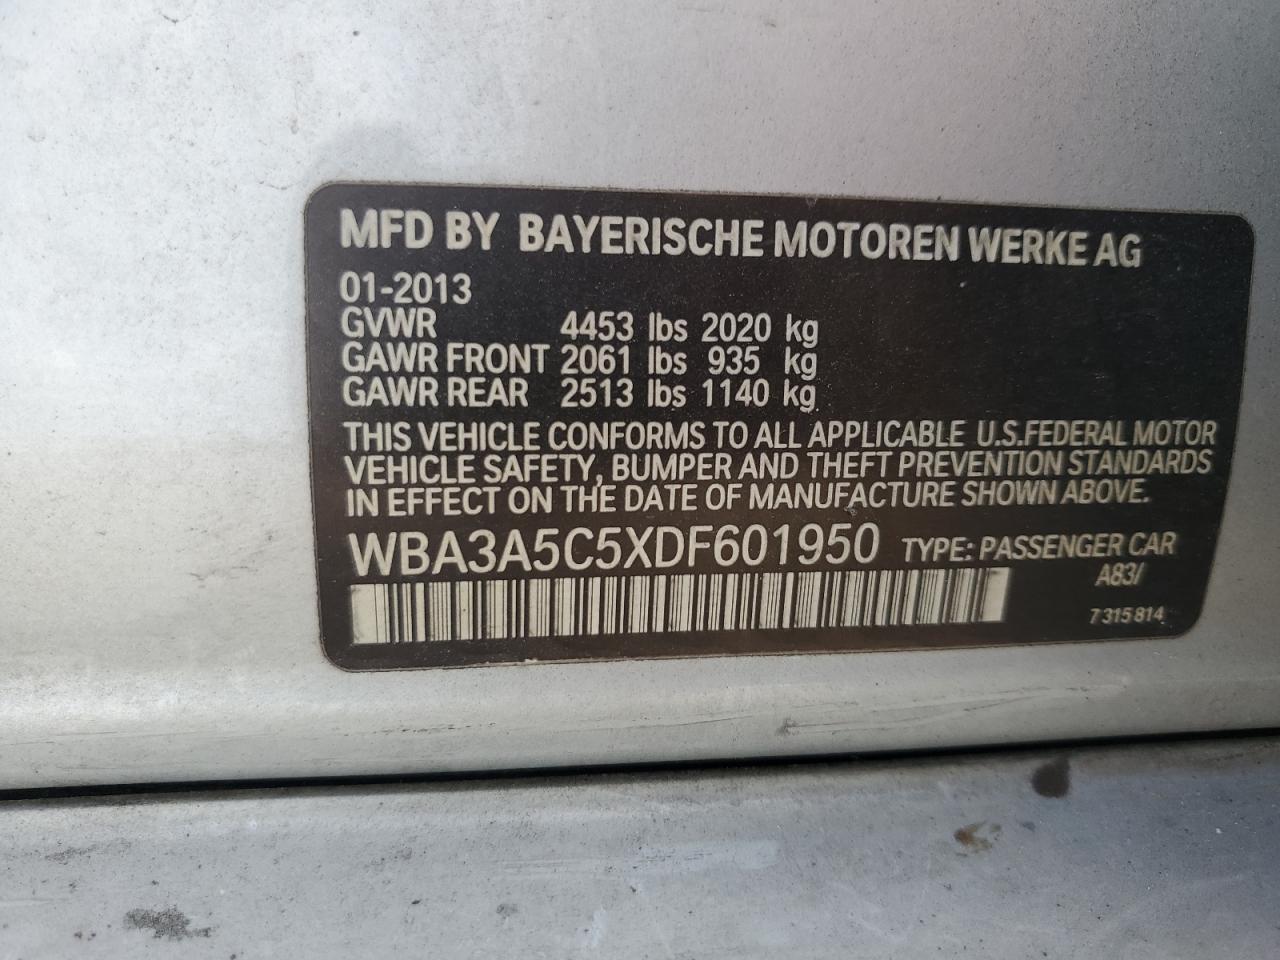 MFD BY BAYERISCHE MOTOREN WERKE AG
01-2013
GVWR 4453 lbs 2020 kg
GAWR FRONT 2061 lbs 935 kg
GAWR REAR 2513 lbs 1140 kg
THIS VEHICLE CONFORMS TO ALL APPLICABLE U.S.FEDERAL MOTOR
VEHICLE SAFETY, BUMPER AND THEFT PREVENTION STANDARDS
IN EFFECT ON THE DATE OF MANUFACTURE SHOWN ABOVE.
WBA3A5C5XDF601950 TYPE: PASSENGER CAR
A83/
7 315 814